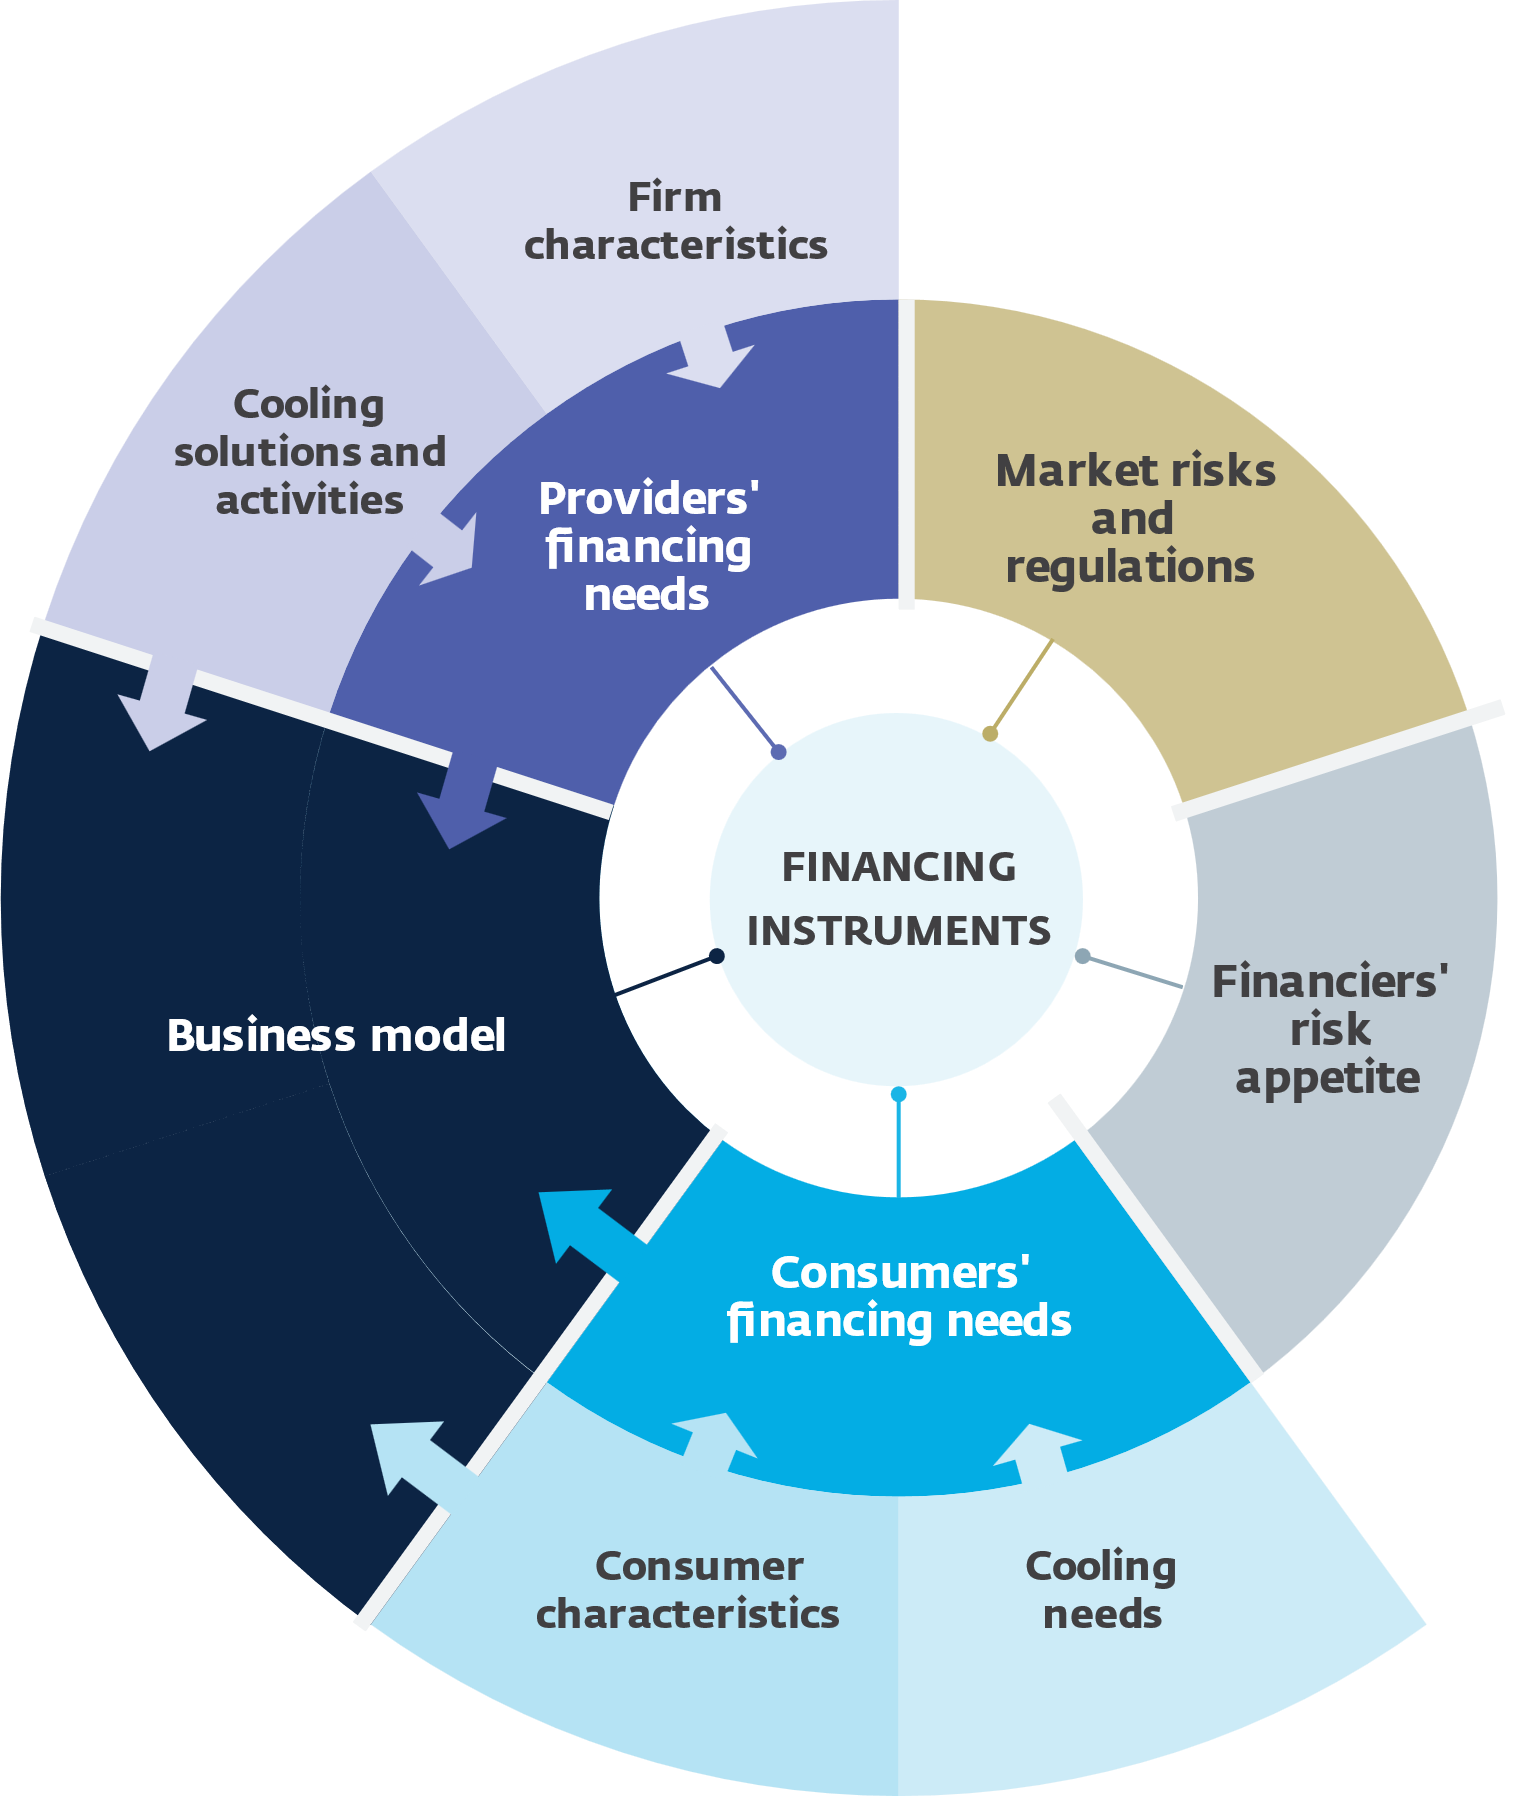 Firm
characteristics
Cooling
solutions and
activities
Providers'
financing
needs
Market risks
and
regulations
FINANCING
INSTRUMENTS
Financiers'
risk
appetite
Business model
Consumers'
financing needs
Consumer
characteristics
Cooling
needs